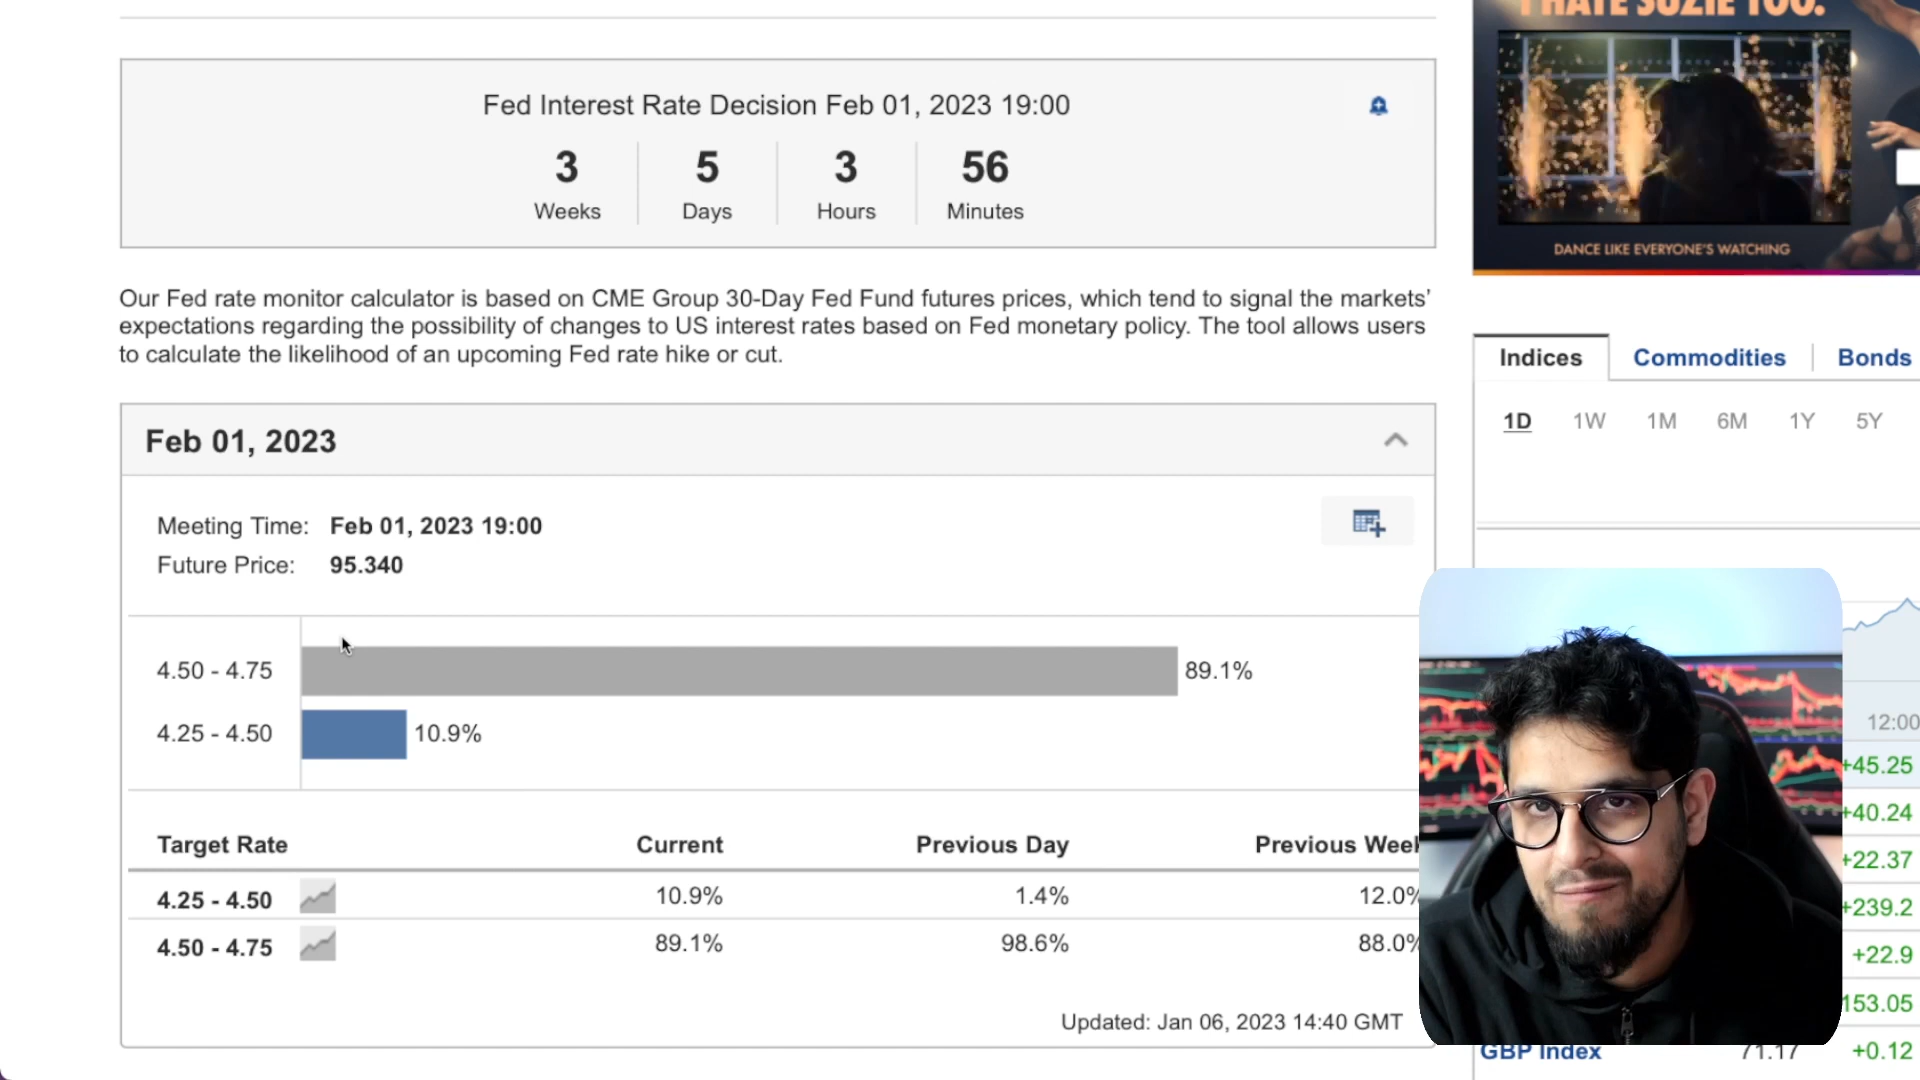 I HATE SUZIE TOO.
DANCE LIKE EVERYONE'S WATCHING
Fed Interest Rate Decision Feb 01, 2023 19:00
3 5 3 56
Weeks Days Hours Minutes
Our Fed rate monitor calculator is based on CME Group 30-Day Fed Fund futures prices, which tend to signal the markets'
expectations regarding the possibility of changes to US interest rates based on Fed monetary policy. The tool allows users
to calculate the likelihood of an upcoming Fed rate hike or cut.
Feb 01, 2023
Meeting Time: Feb 01, 2023 19:00
Future Price: 95.340
4.50 - 4.75 89.1%
4.25 - 4.50 10.9%
Target Rate Current Previous Day Previous Week
4.25 - 4.50 10.9% 1.4% 12.0%
4.50 - 4.75 89.1% 98.6% 88.0%
Updated: Jan 06, 2023 14:40 GMT
Indices Commodities Bonds
1D 1W 1M 6M 1Y 5Y
12:00
+45.25
+40.24
+22.37
+239.2
+22.9
153.05
GBP Index 71.17 +0.12